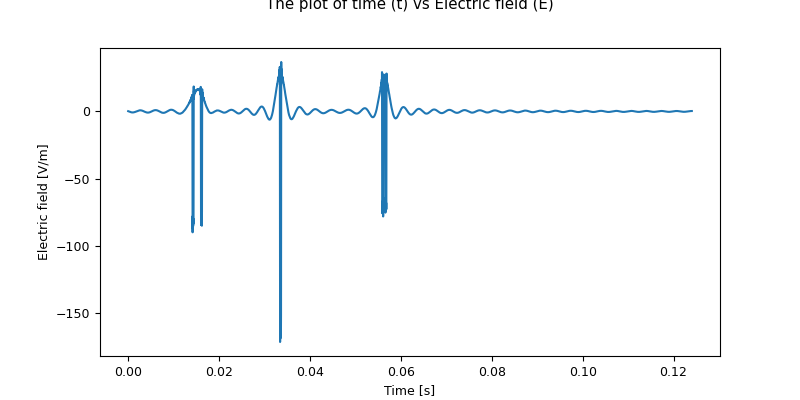 The plot of time (t) vs Electric field (E)
0
−50
−100
−150
Electric field [V/m]
0.00 0.02 0.04 0.06 0.08 0.10 0.12
Time [s]